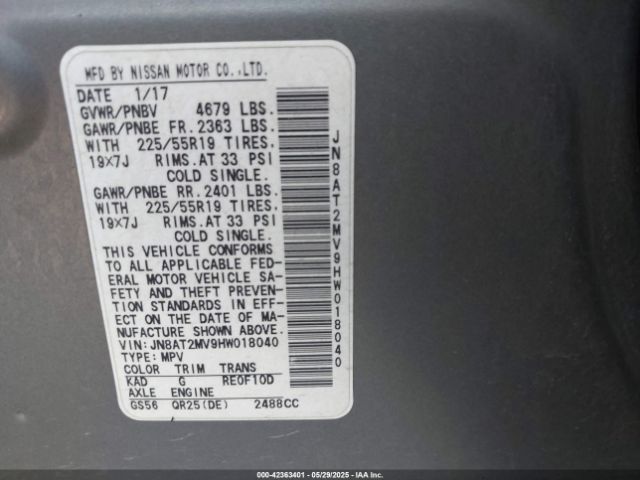 MFD BY NISSAN MOTOR CO.,LTD.
DATE 1/17
GVWR/PNBV 4679 LBS.
GAWR/PNBE FR. 2363 LBS.
WITH 225/55R19 TIRES.
19X7J RIMS.AT 33 PSI
COLD SINGLE.
GAWR/PNBE RR. 2401 LBS.
WITH 225/55R19 TIRES.
19X7J RIMS.AT 33 PSI
COLD SINGLE.
THIS VEHICLE CONFORMS
TO ALL APPLICABLE FED-
ERAL MOTOR VEHICLE SA-
FETY AND THEFT PREVEN-
TION STANDARDS IN EFF-
ECT ON THE DATE OF MA-
NUFACTURE SHOWN ABOVE.
VIN:JN8AT2MV9HW018040
TYPE:MPV
COLOR TRIM TRANS
KAD G RE0F10D
AXLE ENGINE
GS56 QR25(DE) 2488CC
JN8AT2MV9HW018040
000-42363401 05/29/2025 IAA Inc.